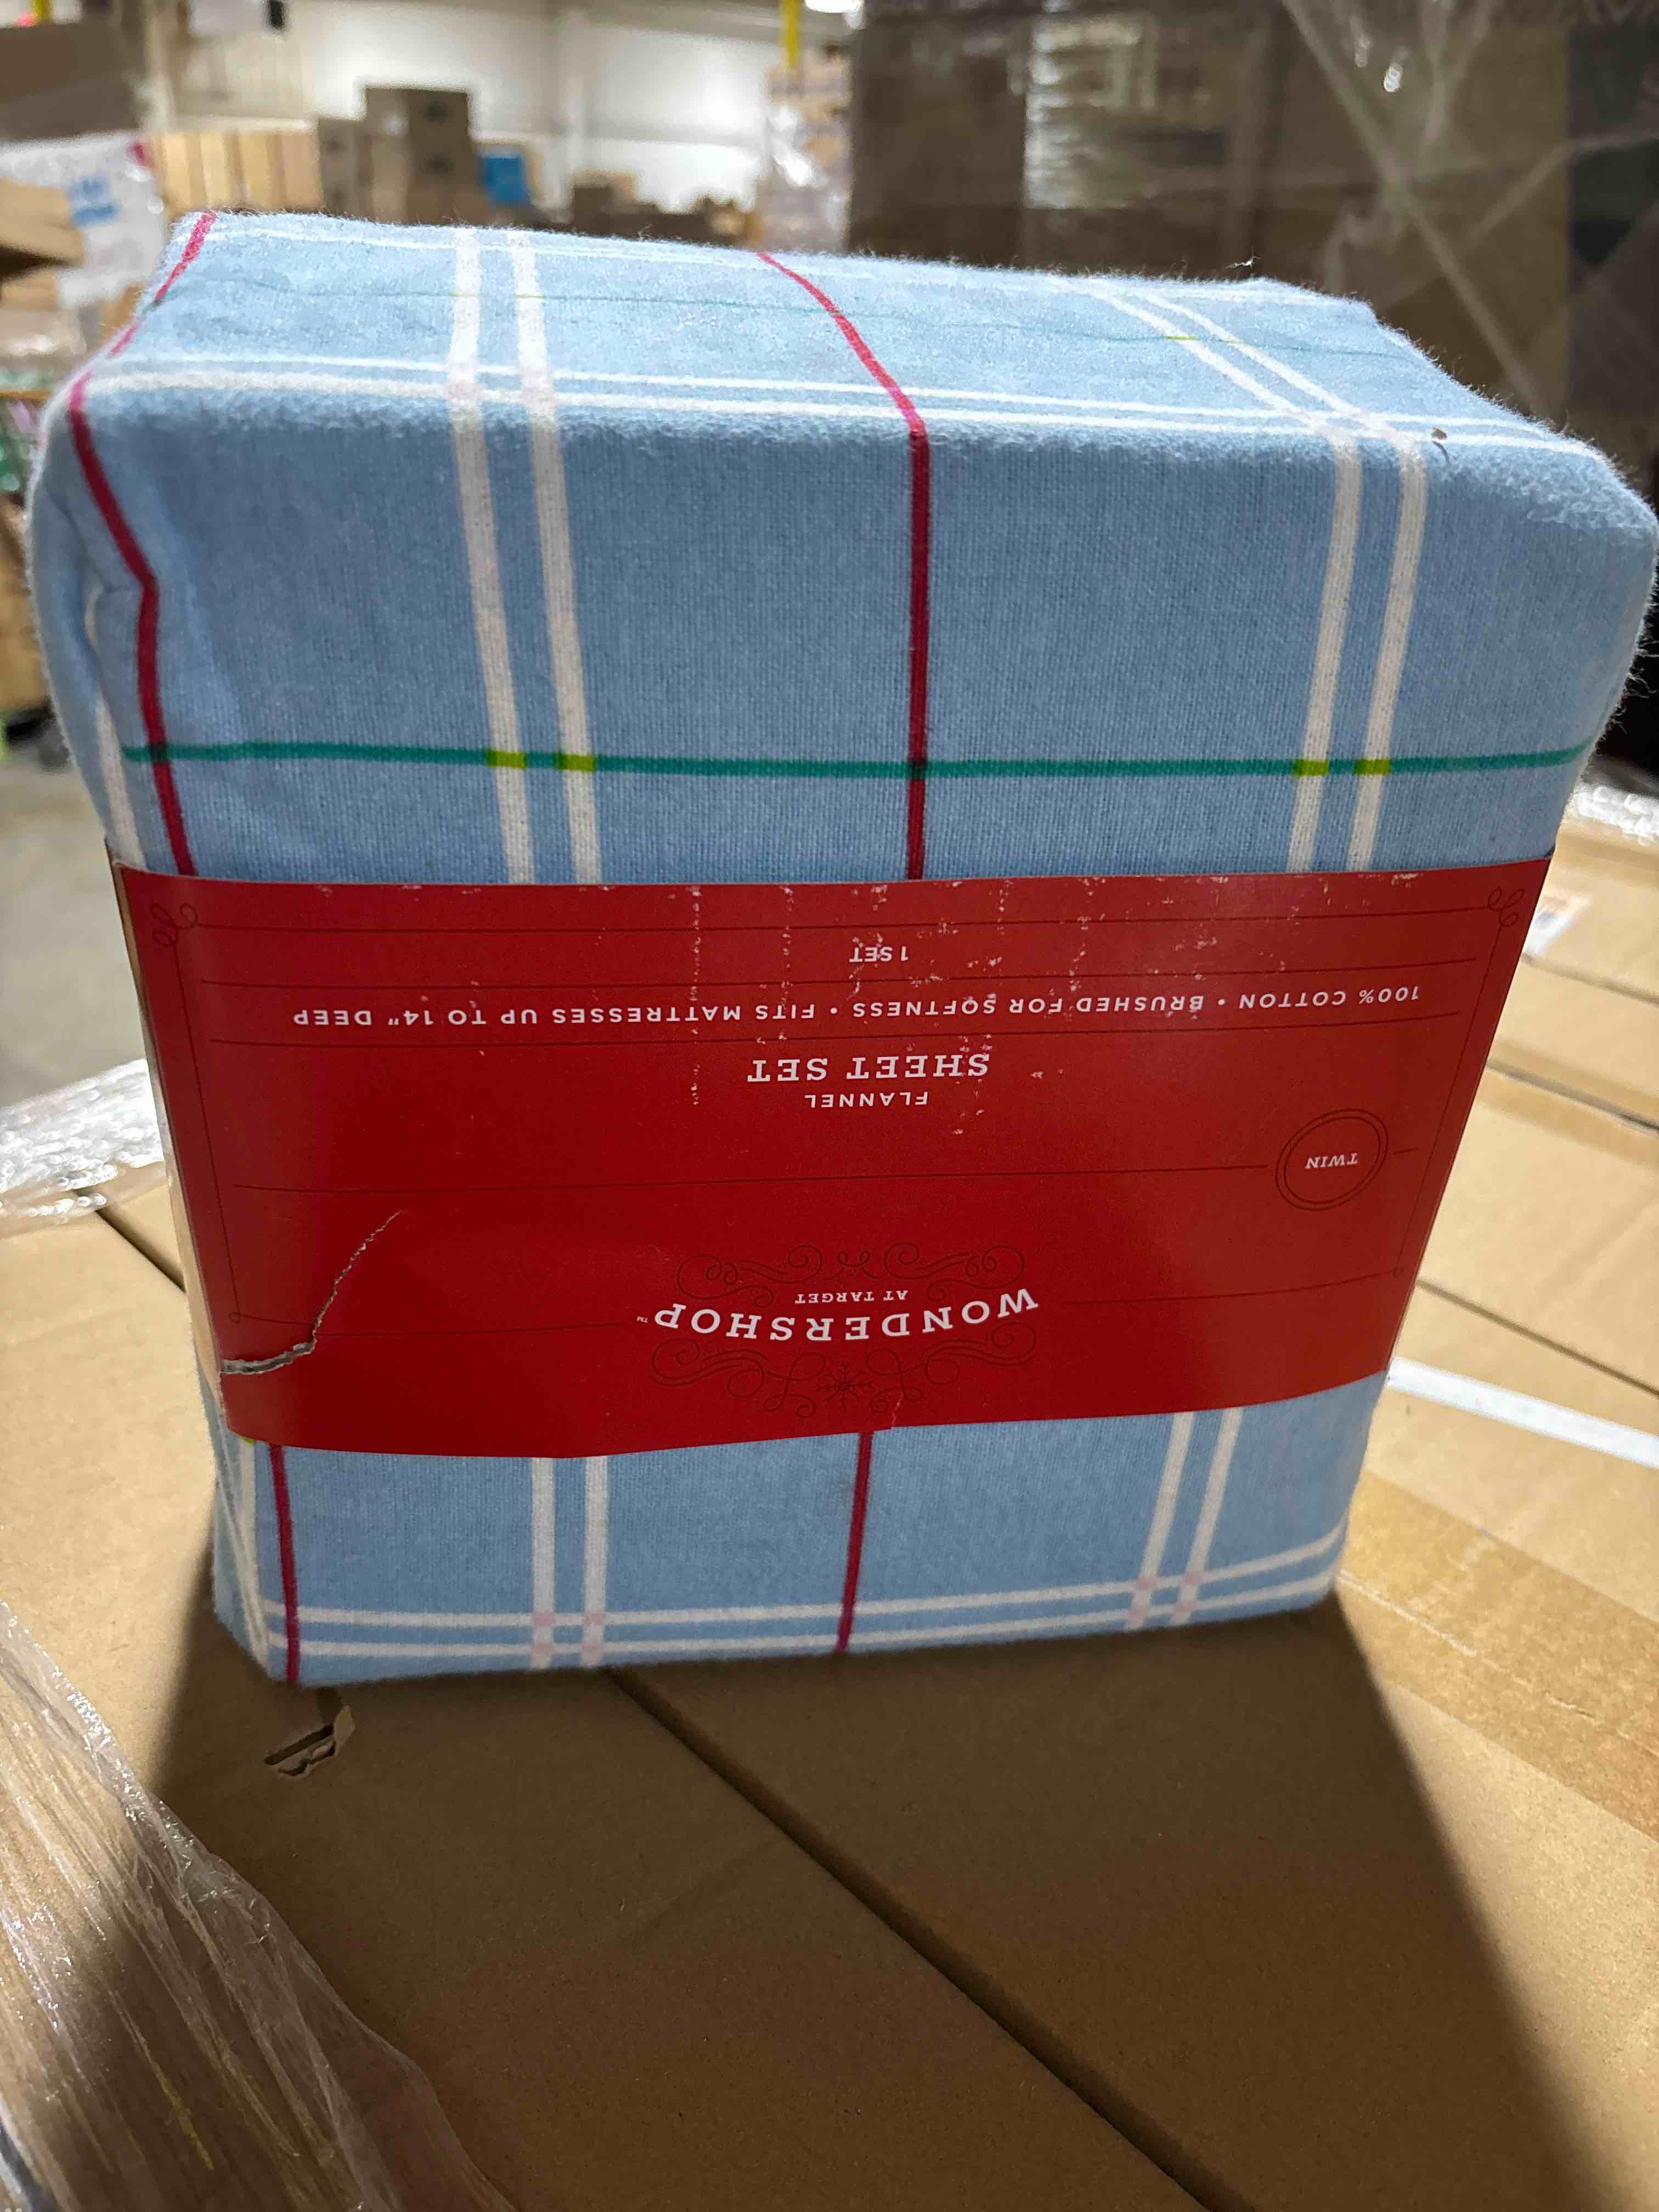 WONDERSHOP™
AT TARGET
TWIN
FLANNEL
SHEET SET
100% COTTON • BRUSHED FOR SOFTNESS • FITS MATTRESSES UP TO 14" DEEP
1 SET